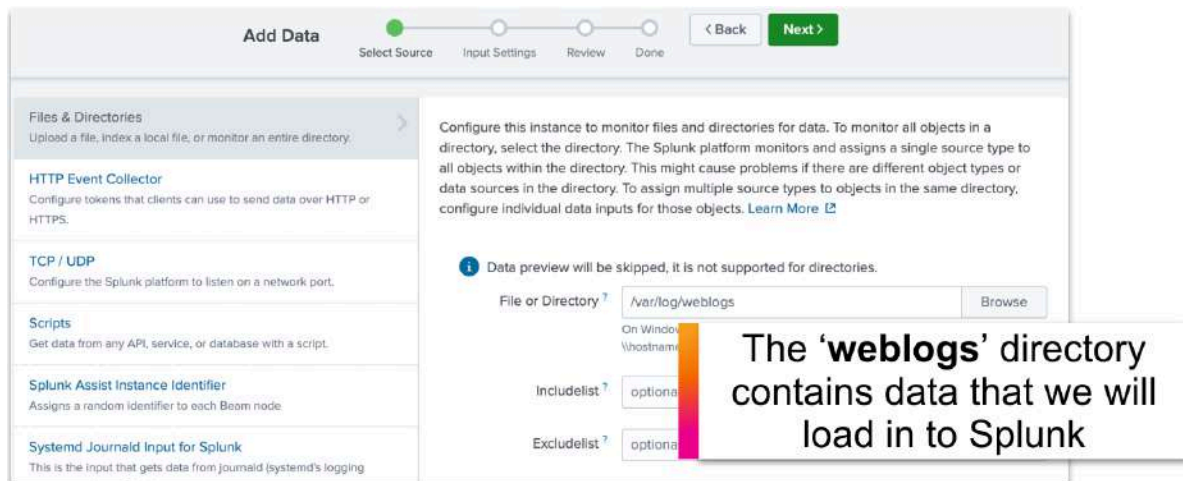 Add Data
Select Source
Input Settings
Review
Done
< Back
Next >
Files & Directories
Upload a file, index a local file, or monitor an entire directory.
HTTP Event Collector
Configure tokens that clients can use to send data over HTTP or
HTTPS.
TCP / UDP
Configure the Splunk platform to listen on a network port.
Scripts
Get data from any API, service, or database with a script.
Splunk Assist Instance Identifier
Assigns a random identifier to each Beam node
Systemd Journald Input for Splunk
This is the input that gets data from journald (systemd's logging
Configure this instance to monitor files and directories for data. To monitor all objects in a
directory, select the directory. The Splunk platform monitors and assigns a single source type to
all objects within the directory. This might cause problems if there are different object types or
data sources in the directory. To assign multiple source types to objects in the same directory,
configure individual data inputs for those objects. Learn More
Data preview will be skipped, it is not supported for directories.
File or Directory ?
/var/log/weblogs
Browse
On Window
\\hostname
Includelist ?
optiona
Excludelist ?
optiona
The ‘weblogs’ directory
contains data that we will
load in to Splunk